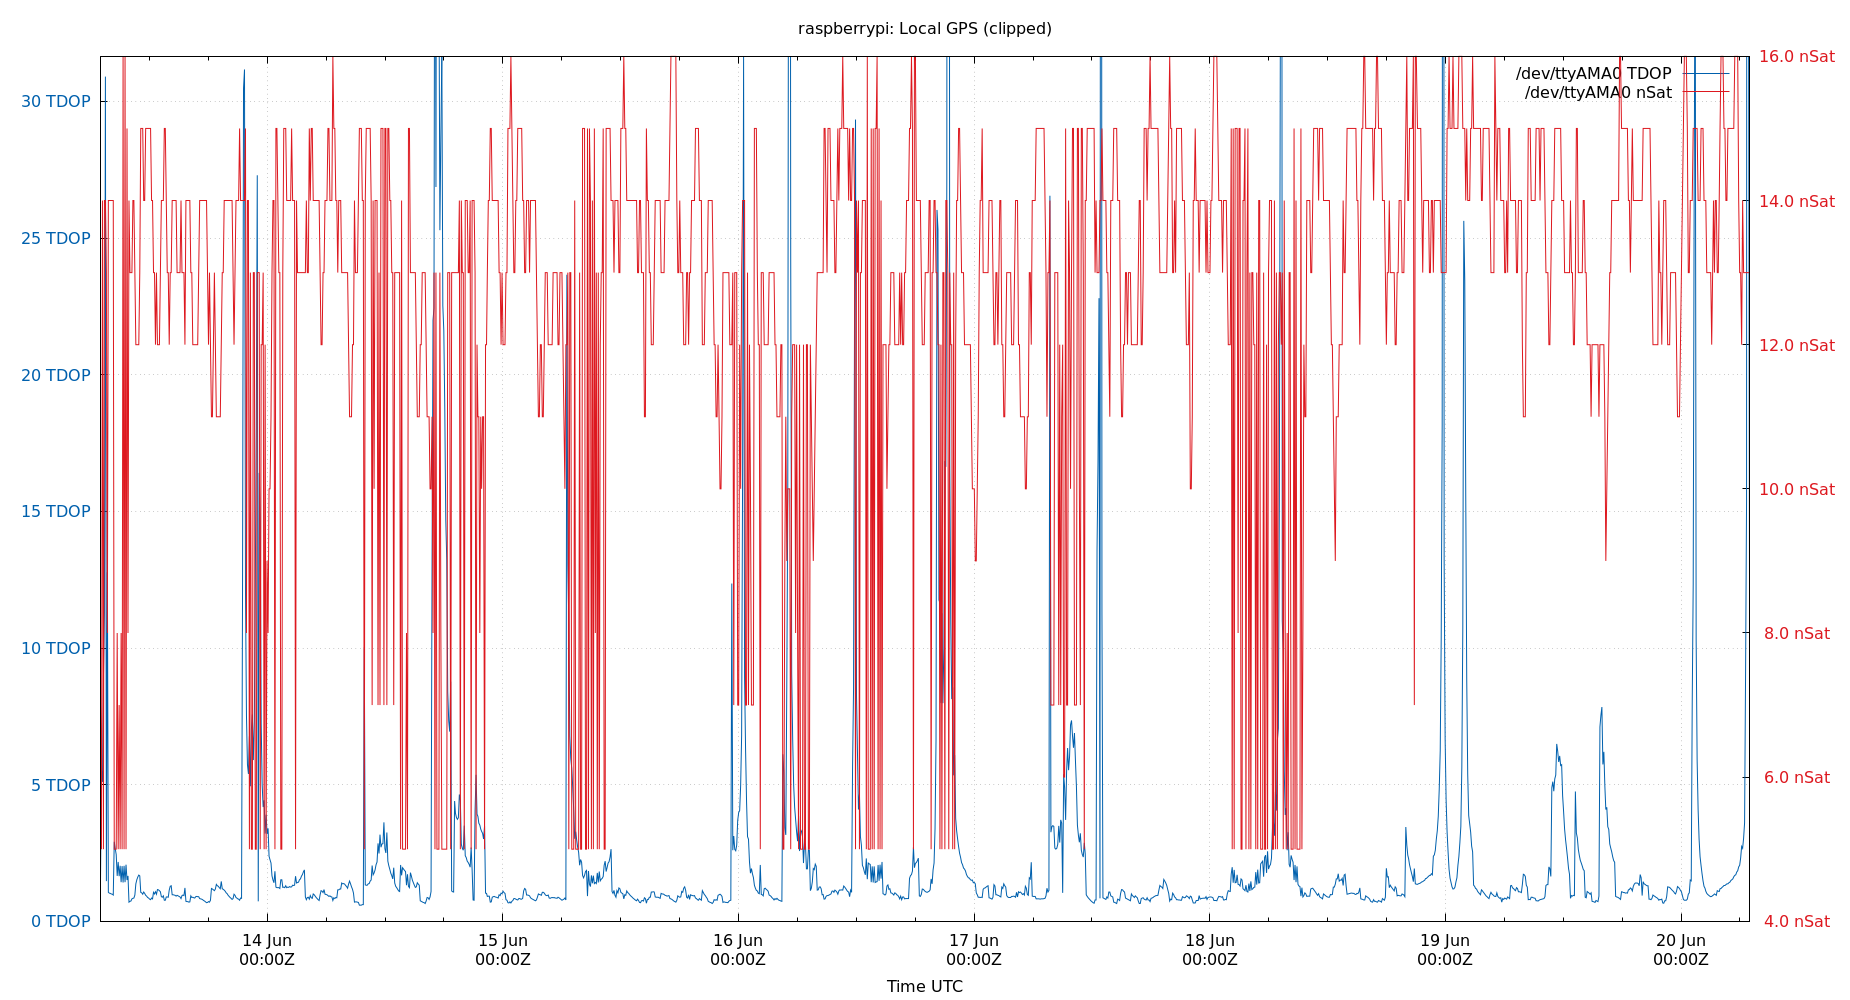 raspberrypi: Local GPS (clipped)
/dev/ttyAMA0 TDOP
/dev/ttyAMA0 nSat
30 TDOP
25 TDOP
20 TDOP
15 TDOP
10 TDOP
5 TDOP
0 TDOP
16.0 nSat
14.0 nSat
12.0 nSat
10.0 nSat
8.0 nSat
6.0 nSat
4.0 nSat
14 Jun
00:00Z
15 Jun
00:00Z
16 Jun
00:00Z
17 Jun
00:00Z
18 Jun
00:00Z
19 Jun
00:00Z
20 Jun
00:00Z
Time UTC